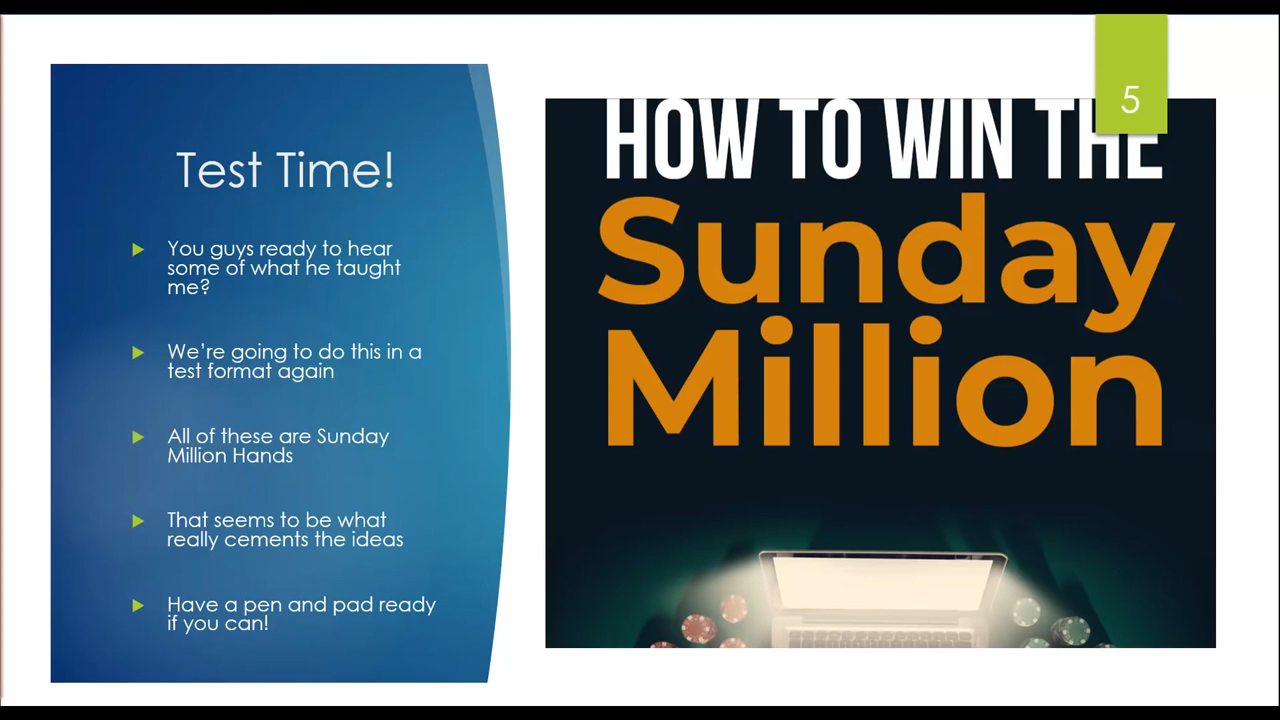 Test Time!
You guys ready to hear
some of what he taught
me?
We're going to do this in a
test format again
All of these are Sunday
Million Hands
That seems to be what
really cements the ideas
Have a pen and pad ready
if you can!
5
HOW TO WIN THE
Sunday
Million